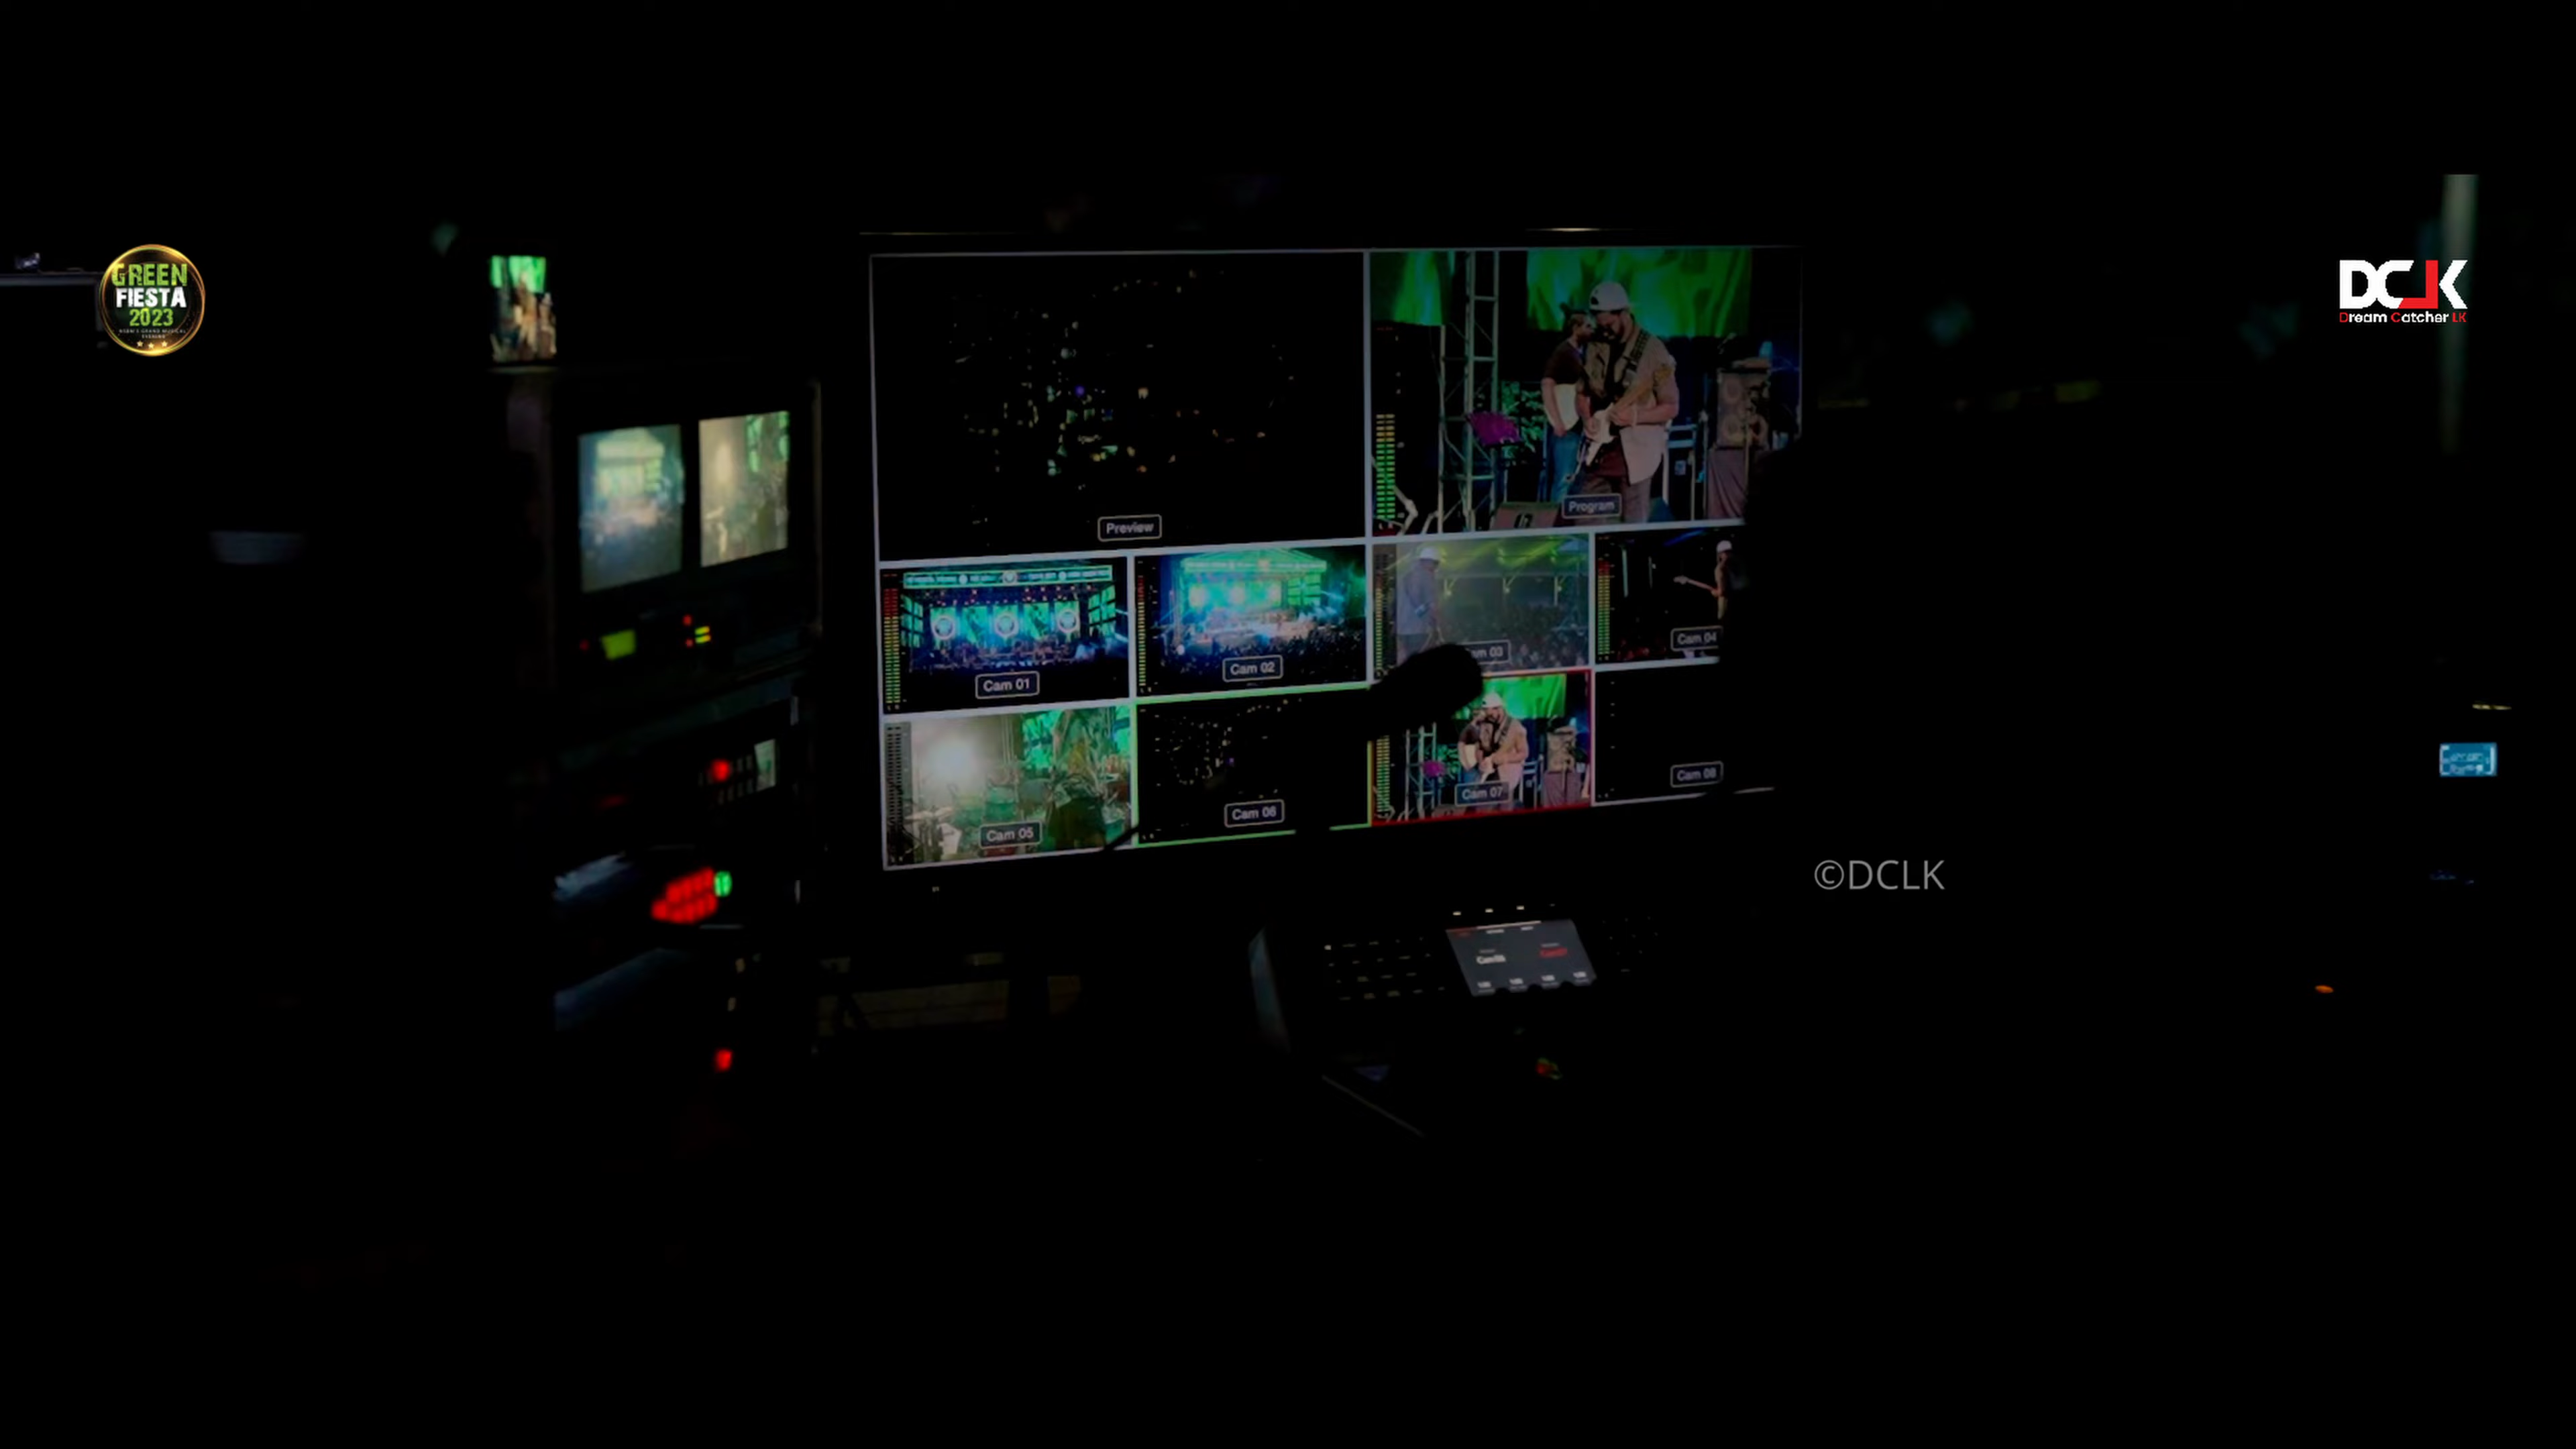 GREEN
FIESTA
2023
DCLK
Dream Catcher LK
Preview
Program
Cam 01
Cam 02
03
Cam 04
Cam 05
Cam 06
Cam 07
Cam 08
©DCLK